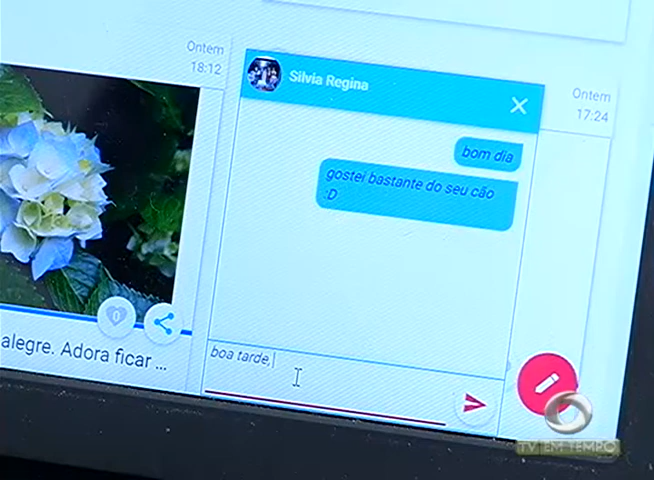 Ontem
18:12
Silvia Regina
Ontem
17:24
bom dia
gostei bastante do seu cão
:D
0
alegre. Adora ficar ...
boa tarde,
TV EM TEMPO